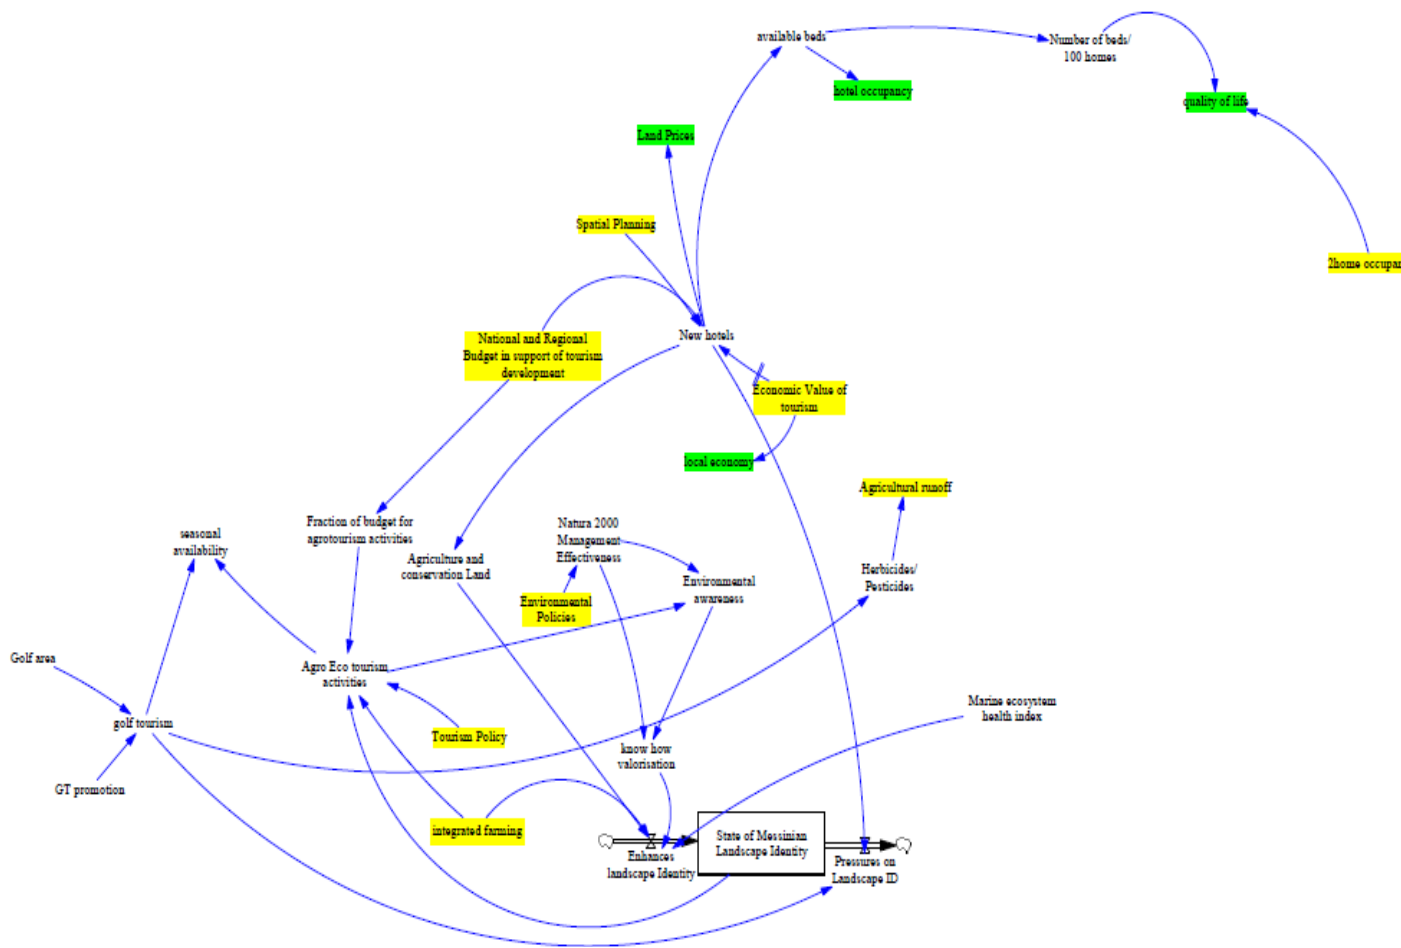 available beds
Number of beds/
100 homes
hotel occupancy
quality of life
Land Prices
Spatial Planning
2home occupan
National and Regional
Budget in support of tourism
development
New hotels
Economic Value of
tourism
local economy
Agricultural runoff
Fraction of budget for
agrotourism activities
seasonal
availability
Natura 2000
Management
Effectiveness
Agriculture and
conservation Land
Herbicides/
Pesticides
Environmental
awareness
Environmental
Policies
Golf area
Agro Eco tourism
activities
Marine ecosystem
health index
golf tourism
Tourism Policy
know how
valorisation
GT promotion
integrated farming
State of Messinian
Landscape Identity
Enhances
landscape Identity
Pressures on
Landscape ID